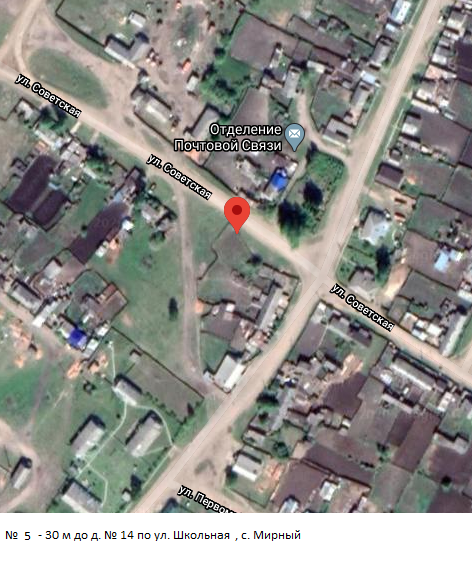 ул. Советская
Отделение
Почтовой Связи
ул. Советская
ул. Советская
ул. Перво
№ 5 - 30 м до д. № 14 по ул. Школьная , с. Мирный